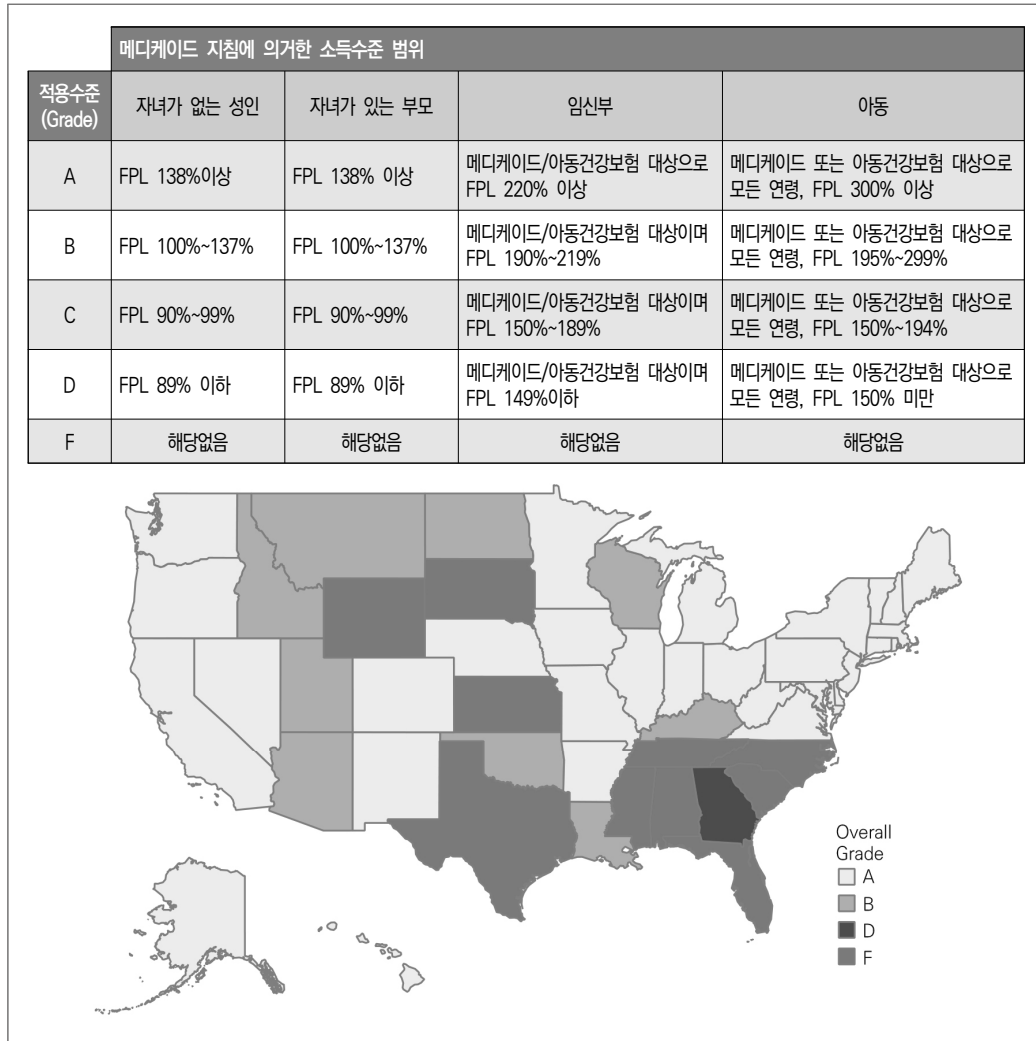 메디케이드 지침에 의거한 소득수준 범위
적용수준
(Grade)
자녀가 없는 성인
자녀가 있는 부모
임신부
아동
A
FPL 138%이상
FPL 138% 이상
메디케이드/아동건강보험 대상으로
FPL 220% 이상
메디케이드 또는 아동건강보험 대상으로
모든 연령, FPL 300% 이상
B
FPL 100%~137%
FPL 100%~137%
메디케이드/아동건강보험 대상이며
FPL 190%~219%
메디케이드 또는 아동건강보험 대상으로
모든 연령, FPL 195%~299%
C
FPL 90%~99%
FPL 90%~99%
메디케이드/아동건강보험 대상이며
FPL 150%~189%
메디케이드 또는 아동건강보험 대상으로
모든 연령, FPL 150%~194%
D
FPL 89% 이하
FPL 89% 이하
메디케이드/아동건강보험 대상이며
FPL 149%이하
메디케이드 또는 아동건강보험 대상으로
모든 연령, FPL 150% 미만
F
해당없음
해당없음
해당없음
해당없음
Overall
Grade
A
B
D
F